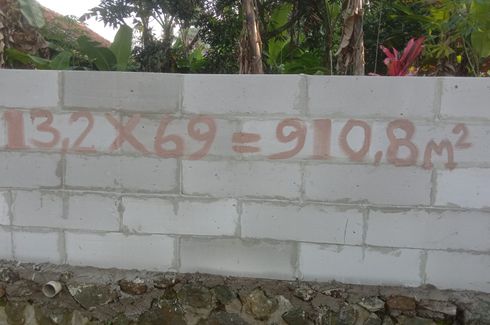 13,2 X 69 = 910,8 M²